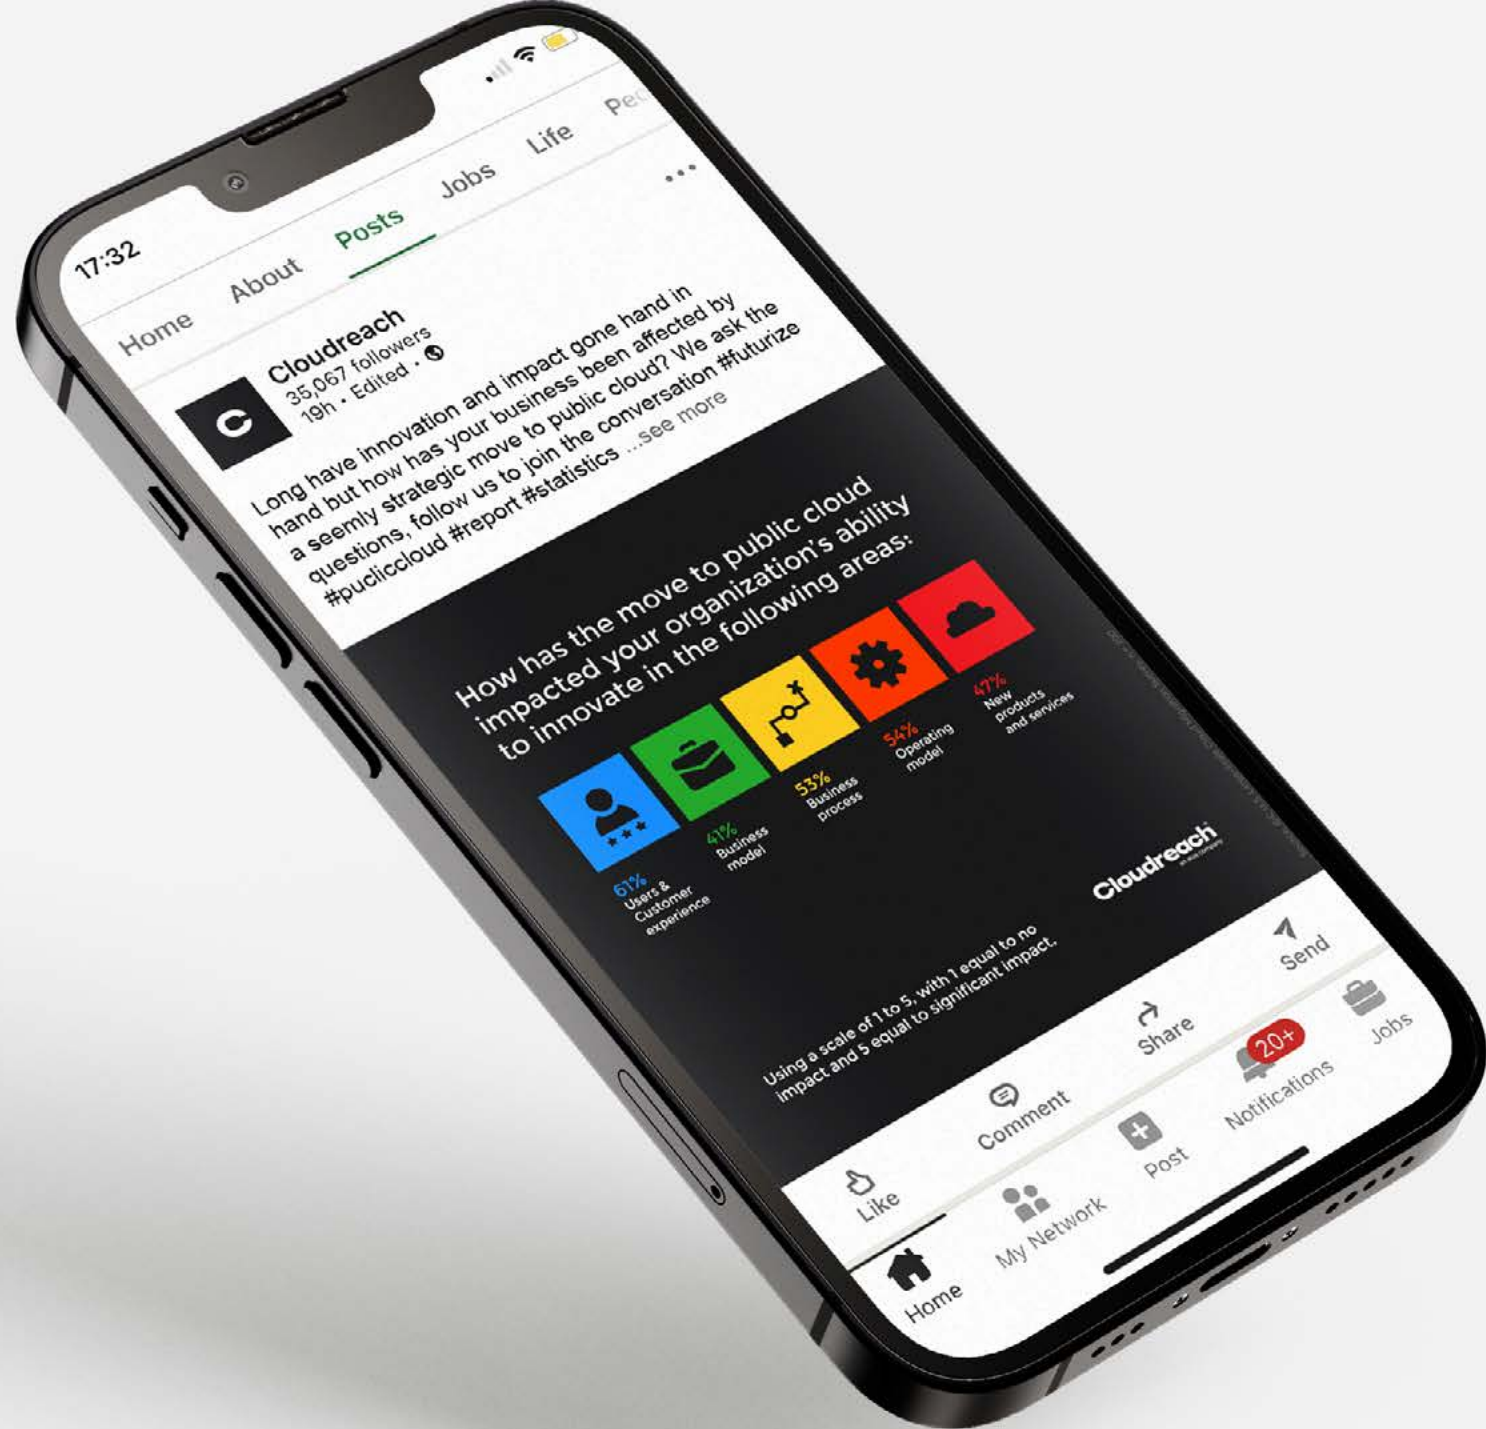 17:32
Home
About
Posts
Jobs
Life
Cloudreach
35,067 followers
19h • Edited •
Long have innovation and impact gone hand in
hand but how has your business been affected by
a seemly strategic move to public cloud? We ask the
questions, follow us to join the conversation #futurize
#pucliccloud #report #statistics ...see more
How has the move to public cloud
impacted your organization's ability
to innovate in the following areas:
61%
Users &
Customer
experience
41%
Business
model
53%
Business
process
54%
Operating
model
47%
New
products
and services
Cloudreach
Using a scale of 1 to 5, with 1 equal to no
impact and 5 equal to significant impact.
Like
Comment
Share
Send
Home
My Network
Post
20+
Notifications
Jobs